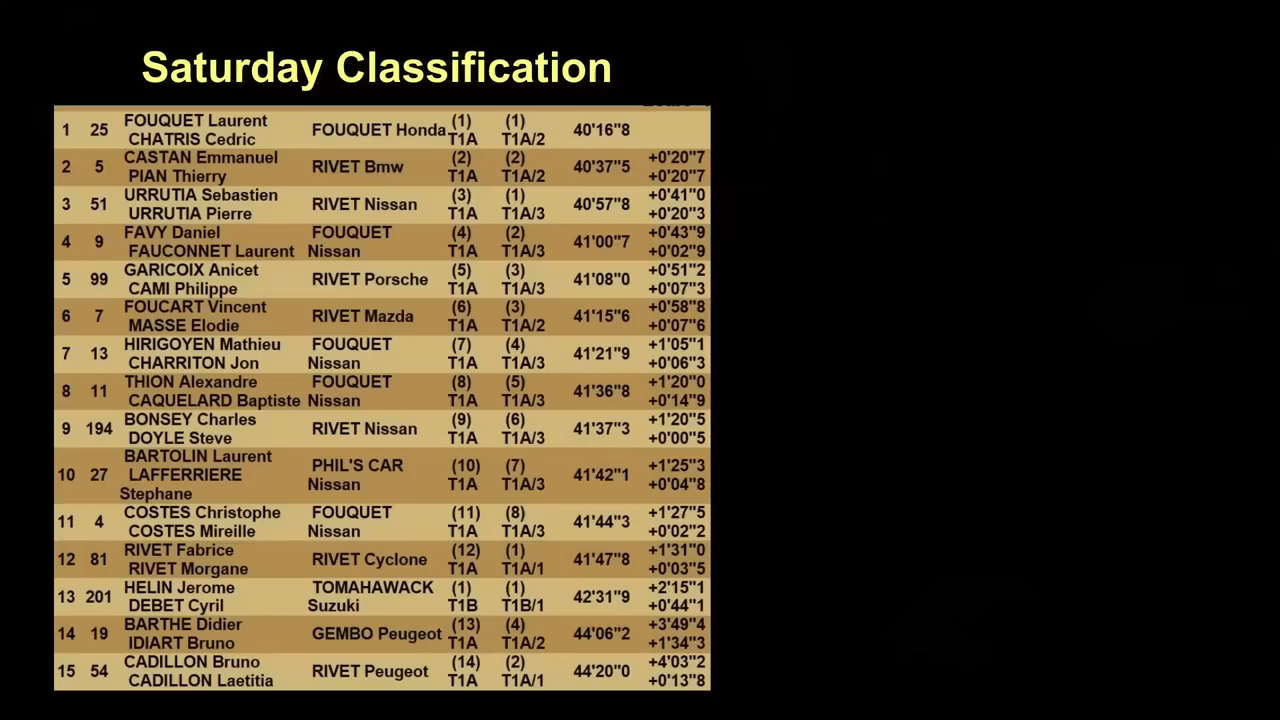 Saturday Classification
1 25 FOUQUET Laurent CHATRIS Cedric FOUQUET Honda (1) T1A (1) T1A/2 40'16"8
2 5 CASTAN Emmanuel PIAN Thierry RIVET Bmw (2) T1A (2) T1A/2 40'37"5 +0'20"7 +0'20"7
3 51 URRUTIA Sebastien URRUTIA Pierre RIVET Nissan (3) T1A (1) T1A/3 40'57"8 +0'41"0 +0'20"3
4 9 FAVY Daniel FAUCONNET Laurent FOUQUET Nissan (4) T1A (2) T1A/3 41'00"7 +0'43"9 +0'02"9
5 99 GARICOIX Anicet CAMI Philippe RIVET Porsche (5) T1A (3) T1A/3 41'08"0 +0'51"2 +0'07"3
6 7 FOUCART Vincent MASSE Elodie RIVET Mazda (6) T1A (3) T1A/2 41'15"6 +0'58"8 +0'07"6
7 13 HIRIGOYEN Mathieu CHARRITON Jon FOUQUET Nissan (7) T1A (4) T1A/3 41'21"9 +1'05"1 +0'06"3
8 11 THION Alexandre CAQUELARD Baptiste FOUQUET Nissan (8) T1A (5) T1A/3 41'36"8 +1'20"0 +0'14"9
9 194 BONSEY Charles DOYLE Steve RIVET Nissan (9) T1A (6) T1A/3 41'37"3 +1'20"5 +0'00"5
10 27 BARTOLIN Laurent LAFFERRIERE Stephane PHIL'S CAR Nissan (10) T1A (7) T1A/3 41'42"1 +1'25"3 +0'04"8
11 4 COSTES Christophe COSTES Mireille FOUQUET Nissan (11) T1A (8) T1A/3 41'44"3 +1'27"5 +0'02"2
12 81 RIVET Fabrice RIVET Morgane RIVET Cyclone (12) T1A (1) T1A/1 41'47"8 +1'31"0 +0'03"5
13 201 HELIN Jerome DEBET Cyril TOMAHAWACK Suzuki (1) T1B (1) T1B/1 42'31"9 +2'15"1 +0'44"1
14 19 BARTHE Didier IDIART Bruno GEMBO Peugeot (13) T1A (4) T1A/2 44'06"2 +3'49"4 +1'34"3
15 54 CADILLON Bruno CADILLON Laetitia RIVET Peugeot (14) T1A (2) T1A/1 44'20"0 +4'03"2 +0'13"8